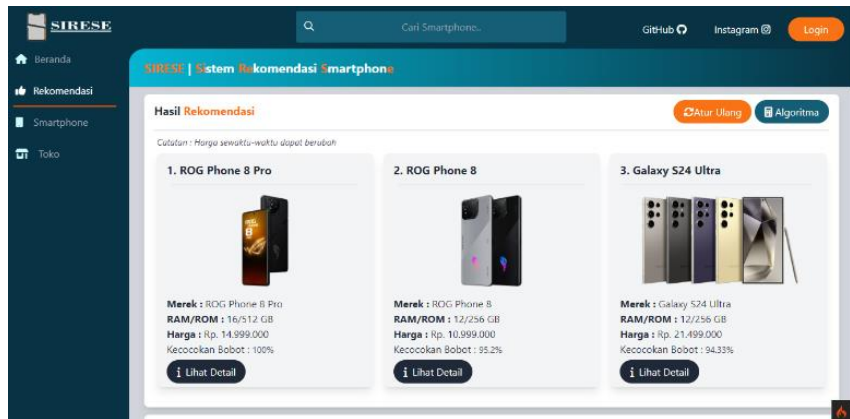 SIRESE
Cari Smartphone..
GitHub
Instagram
Login
Beranda
Rekomendasi
Smartphone
Toko
SIRESE | Sistem Rekomendasi Smartphone
Hasil Rekomendasi
Atur Ulang
Algoritma
Catatan : Harga sewaktu-waktu dapat berubah
1. ROG Phone 8 Pro
Merek : ROG Phone 8 Pro
RAM/ROM : 16/512 GB
Harga : Rp. 14.999.000
Kecocokan Bobot : 100%
Lihat Detail
2. ROG Phone 8
Merek : ROG Phone 8
RAM/ROM : 12/256 GB
Harga : Rp. 10.999.000
Kecocokan Bobot : 95.2%
Lihat Detail
3. Galaxy S24 Ultra
Merek : Galaxy S24 Ultra
RAM/ROM : 12/256 GB
Harga : Rp. 21.499.000
Kecocokan Bobot : 94.33%
Lihat Detail